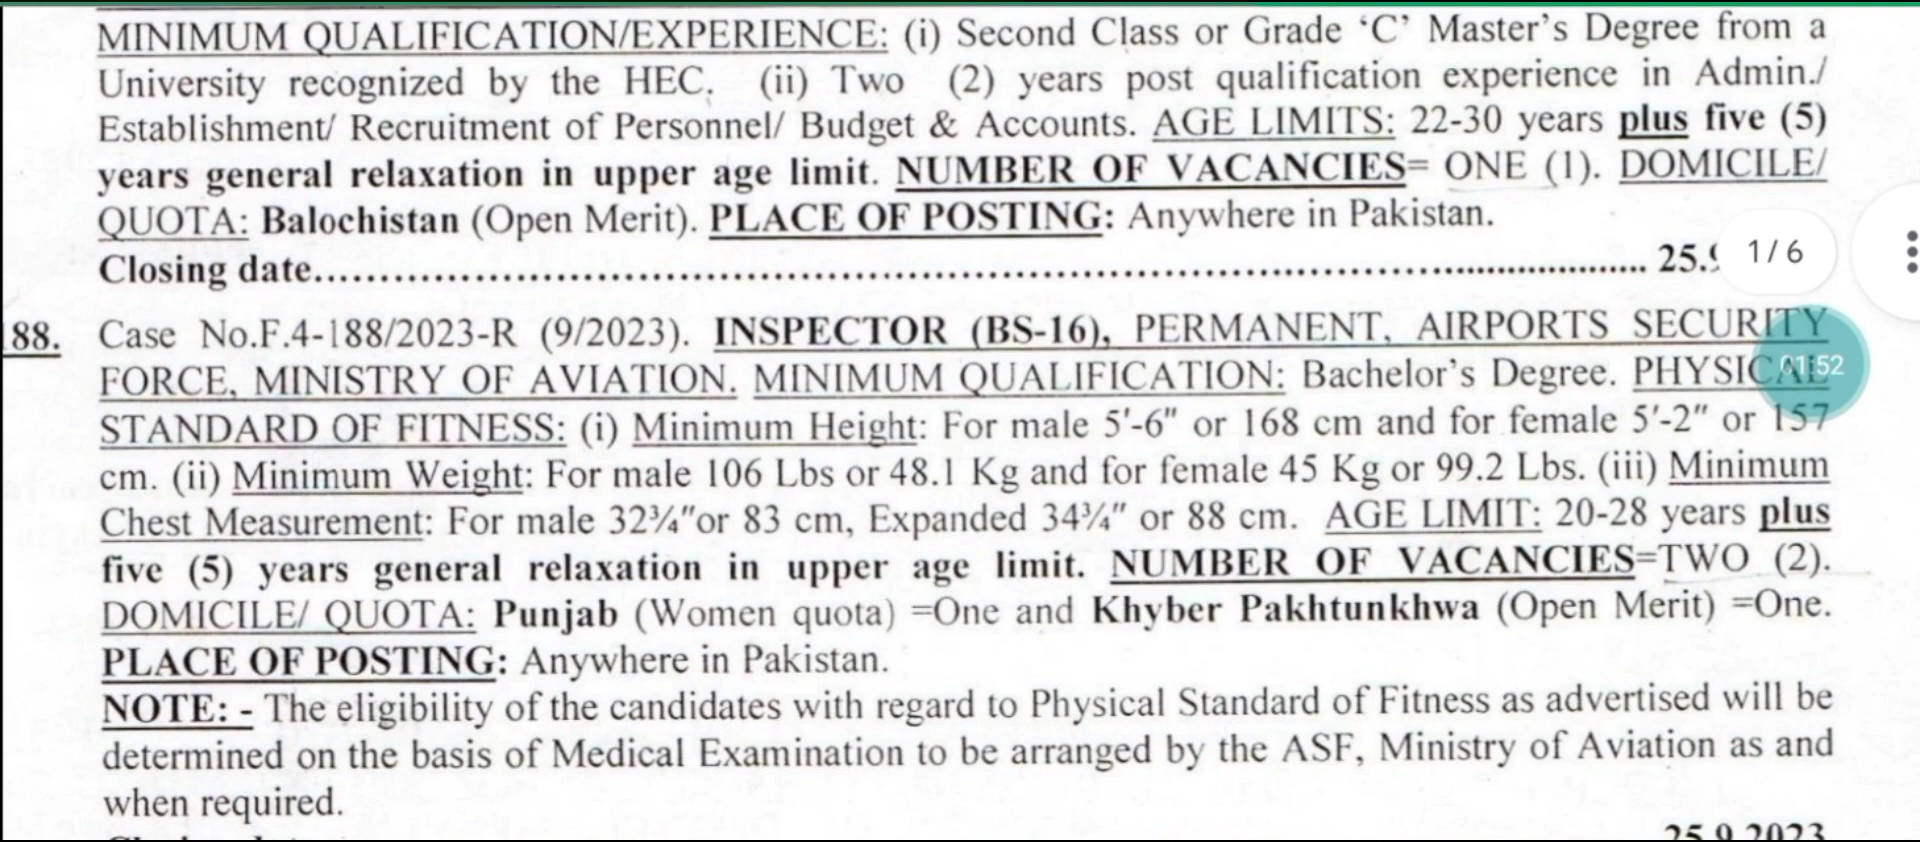 MINIMUM QUALIFICATION/EXPERIENCE: (i) Second Class or Grade ‘C’ Master’s Degree from a
University recognized by the HEC. (ii) Two (2) years post qualification experience in Admin./
Establishment/ Recruitment of Personnel/ Budget & Accounts. AGE LIMITS: 22-30 years plus five (5)
years general relaxation in upper age limit. NUMBER OF VACANCIES= ONE (1). DOMICILE/
QUOTA: Balochistan (Open Merit). PLACE OF POSTING: Anywhere in Pakistan.
Closing date.......................................................................................................... 25.9
1/6
188. Case No.F.4-188/2023-R (9/2023). INSPECTOR (BS-16), PERMANENT, AIRPORTS SECURITY
01:52
FORCE, MINISTRY OF AVIATION. MINIMUM QUALIFICATION: Bachelor’s Degree. PHYSICAL
STANDARD OF FITNESS: (i) Minimum Height: For male 5'-6" or 168 cm and for female 5'-2" or 157
cm. (ii) Minimum Weight: For male 106 Lbs or 48.1 Kg and for female 45 Kg or 99.2 Lbs. (iii) Minimum
Chest Measurement: For male 32¾"or 83 cm, Expanded 34¾" or 88 cm. AGE LIMIT: 20-28 years plus
five (5) years general relaxation in upper age limit. NUMBER OF VACANCIES=TWO (2).
DOMICILE/ QUOTA: Punjab (Women quota) =One and Khyber Pakhtunkhwa (Open Merit) =One.
PLACE OF POSTING: Anywhere in Pakistan.
NOTE: - The eligibility of the candidates with regard to Physical Standard of Fitness as advertised will be
determined on the basis of Medical Examination to be arranged by the ASF, Ministry of Aviation as and
when required.
25.9.2023